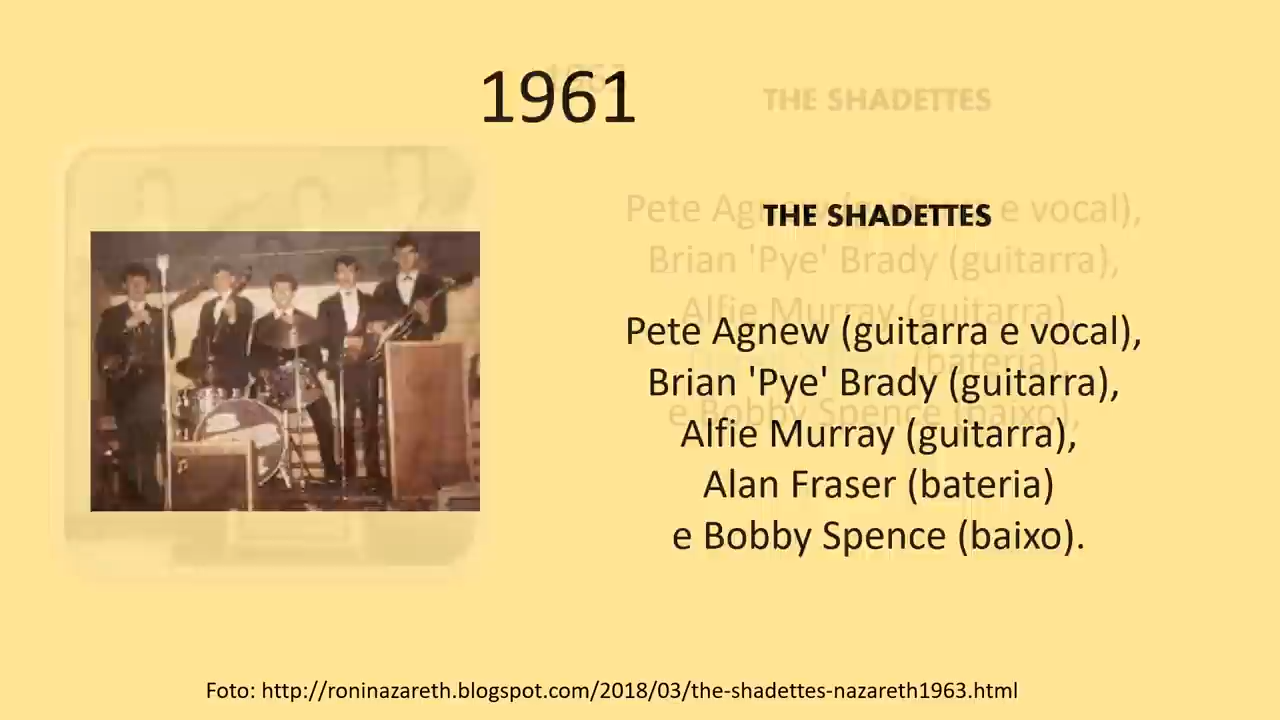 1961
THE SHADETTES
Pete Agnew (guitarra e vocal),
Brian 'Pye' Brady (guitarra),
Alfie Murray (guitarra),
Alan Fraser (bateria)
e Bobby Spence (baixo).
Foto: http://roninazareth.blogspot.com/2018/03/the-shadettes-nazareth1963.html